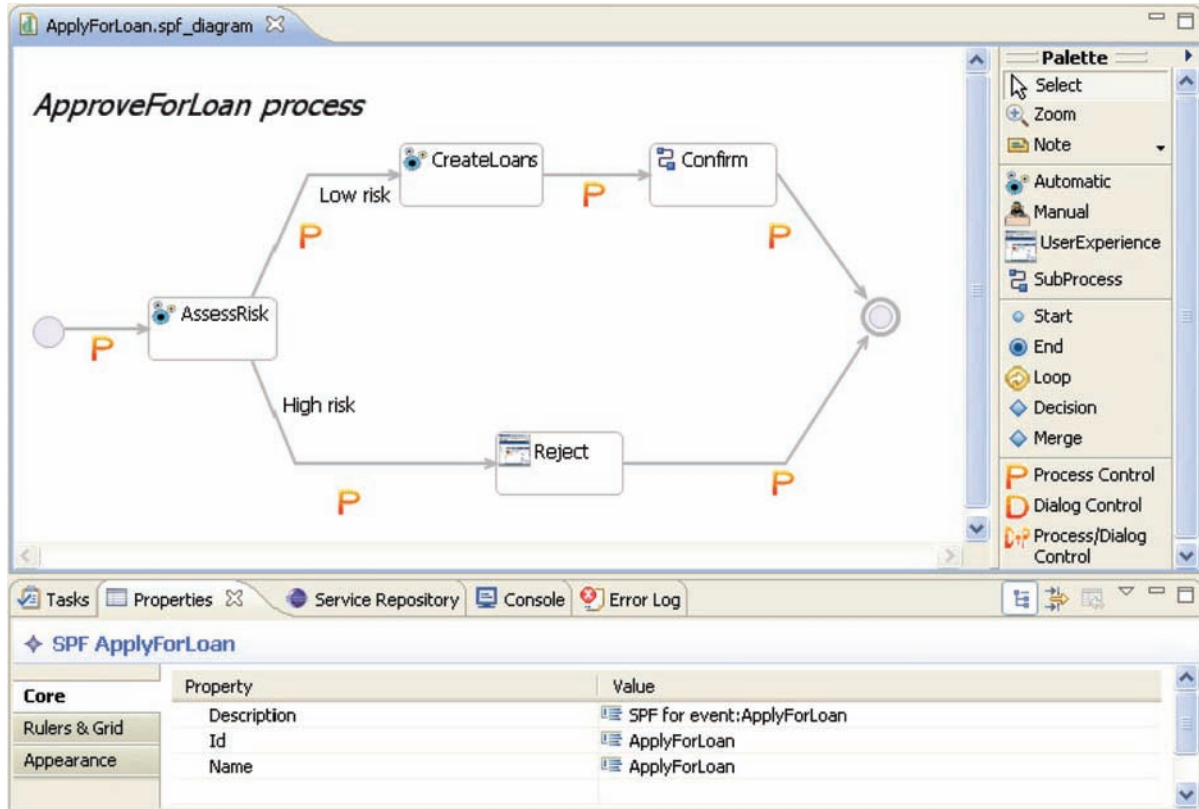 ApplyForLoan.spf_diagram
ApproveForLoan process
CreateLoans
Confirm
Low risk
P
P
P
AssessRisk
P
High risk
Reject
P
P
Palette
Select
Zoom
Note
Automatic
Manual
UserExperience
SubProcess
Start
End
Loop
Decision
Merge
P Process Control
D Dialog Control
D+P Process/Dialog
Control
Tasks Properties Service Repository Console Error Log
SPF ApplyForLoan
Core
Rulers & Grid
Appearance
Property Value
Description SPF for event:ApplyForLoan
Id ApplyForLoan
Name ApplyForLoan